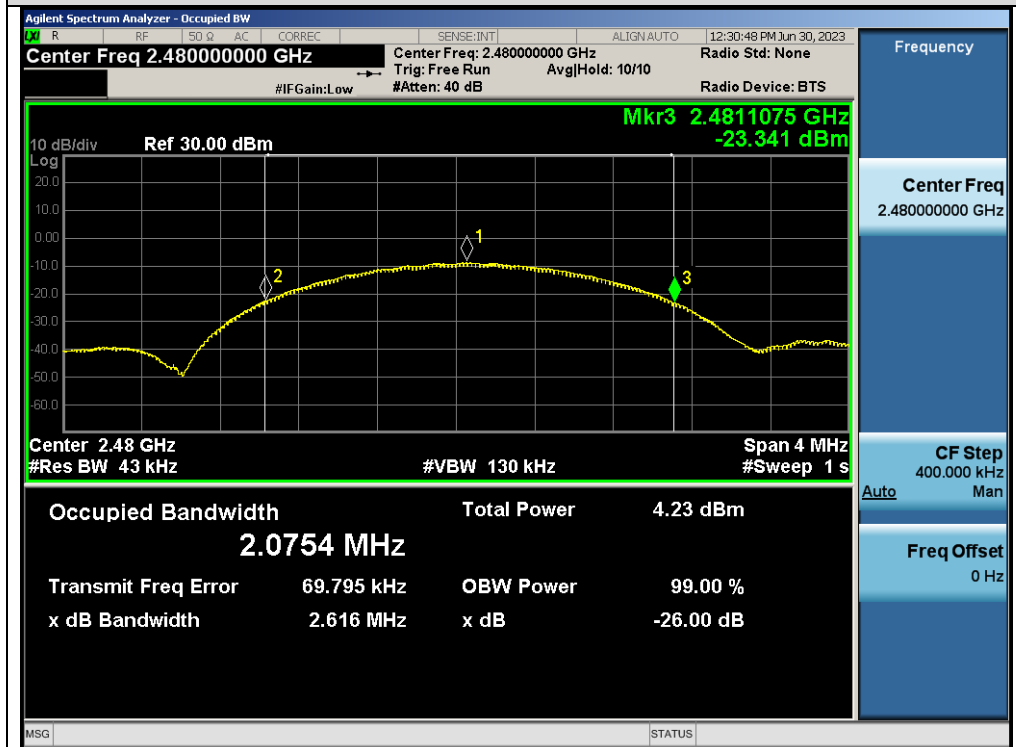 Agilent Spectrum Analyzer - Occupied BW
LXI R RF 50 Ω AC CORREC SENSE:INT ALIGN AUTO 12:30:48 PM Jun 30, 2023
Center Freq 2.480000000 GHz
Center Freq: 2.480000000 GHz Radio Std: None
Trig: Free Run Avg|Hold: 10/10
#IFGain:Low #Atten: 40 dB Radio Device: BTS
Mkr3 2.4811075 GHz
10 dB/div Ref 30.00 dBm -23.341 dBm
Log
20.0
10.0
0.00
-10.0
-20.0
-30.0
-40.0
-50.0
-60.0
1
2
3
Center 2.48 GHz Span 4 MHz
#Res BW 43 kHz #VBW 130 kHz #Sweep 1 s
Occupied Bandwidth Total Power 4.23 dBm
2.0754 MHz
Transmit Freq Error 69.795 kHz OBW Power 99.00 %
x dB Bandwidth 2.616 MHz x dB -26.00 dB
Frequency
Center Freq
2.480000000 GHz
CF Step
400.000 kHz
Auto Man
Freq Offset
0 Hz
MSG STATUS